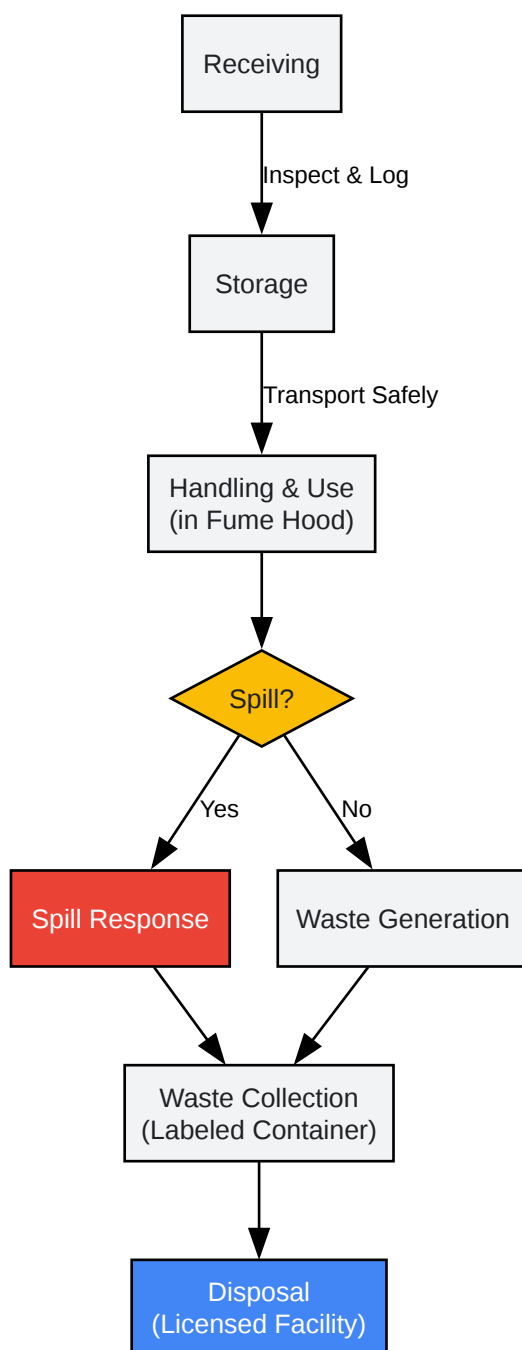 Receiving
Inspect & Log
Storage
Transport Safely
Handling & Use
(in Fume Hood)
Spill?
Yes
No
Spill Response
Waste Generation
Waste Collection
(Labeled Container)
Disposal
(Licensed Facility)